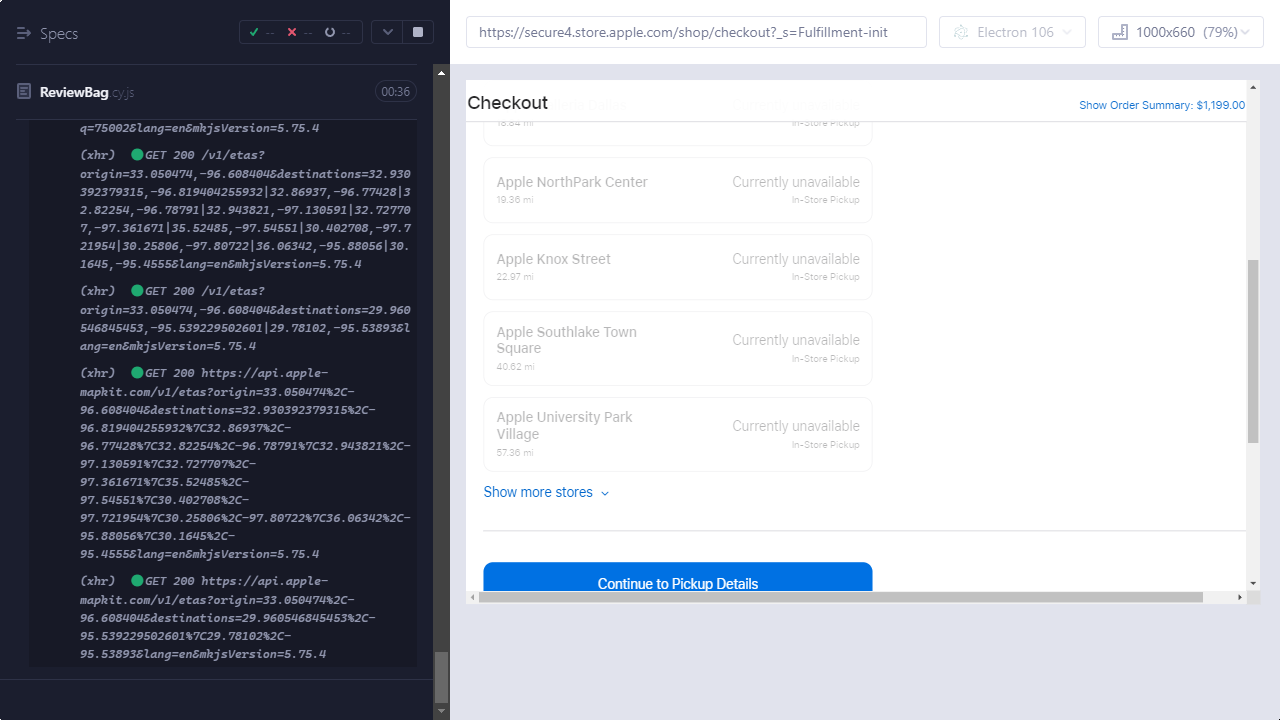 Specs
--
--
--
ReviewBag.cy.js
00:36
q=75002&lang=en&mkjsVersion=5.75.4
(xhr) GET 200 /v1/etas?
origin=33.050474,-96.608404&destinations=32.930
392379315,-96.819404255932|32.86937,-96.77428|3
2.82254,-96.78791|32.943821,-97.130591|32.72770
7,-97.361671|35.52485,-97.54551|30.402708,-97.7
21954|30.25806,-97.80722|36.06342,-95.88056|30.
1645,-95.4555&lang=en&mkjsVersion=5.75.4
(xhr) GET 200 /v1/etas?
origin=33.050474,-96.608404&destinations=29.960
546845453,-95.539229502601|29.78102,-95.53893&l
ang=en&mkjsVersion=5.75.4
(xhr) GET 200 https://api.apple-
mapkit.com/v1/etas?origin=33.050474%2C-
96.608404&destinations=32.930392379315%2C-
96.819404255932%7C32.86937%2C-
96.77428%7C32.82254%2C-96.78791%7C32.943821%2C-
97.130591%7C32.727707%2C-
97.361671%7C35.52485%2C-
97.54551%7C30.402708%2C-
97.721954%7C30.25806%2C-97.80722%7C36.06342%2C-
95.88056%7C30.1645%2C-
95.4555&lang=en&mkjsVersion=5.75.4
(xhr) GET 200 https://api.apple-
mapkit.com/v1/etas?origin=33.050474%2C-
96.608404&destinations=29.960546845453%2C-
95.539229502601%7C29.78102%2C-
95.53893&lang=en&mkjsVersion=5.75.4
https://secure4.store.apple.com/shop/checkout?_s=Fulfillment-init
Electron 106
1000x660 (79%)
Checkout
Show Order Summary: $1,199.00
18.84 mi
In-Store Pickup
Apple NorthPark Center
Currently unavailable
19.36 mi
In-Store Pickup
Apple Knox Street
Currently unavailable
22.97 mi
In-Store Pickup
Apple Southlake Town
Square
Currently unavailable
40.62 mi
In-Store Pickup
Apple University Park
Village
Currently unavailable
57.36 mi
In-Store Pickup
Show more stores
Continue to Pickup Details